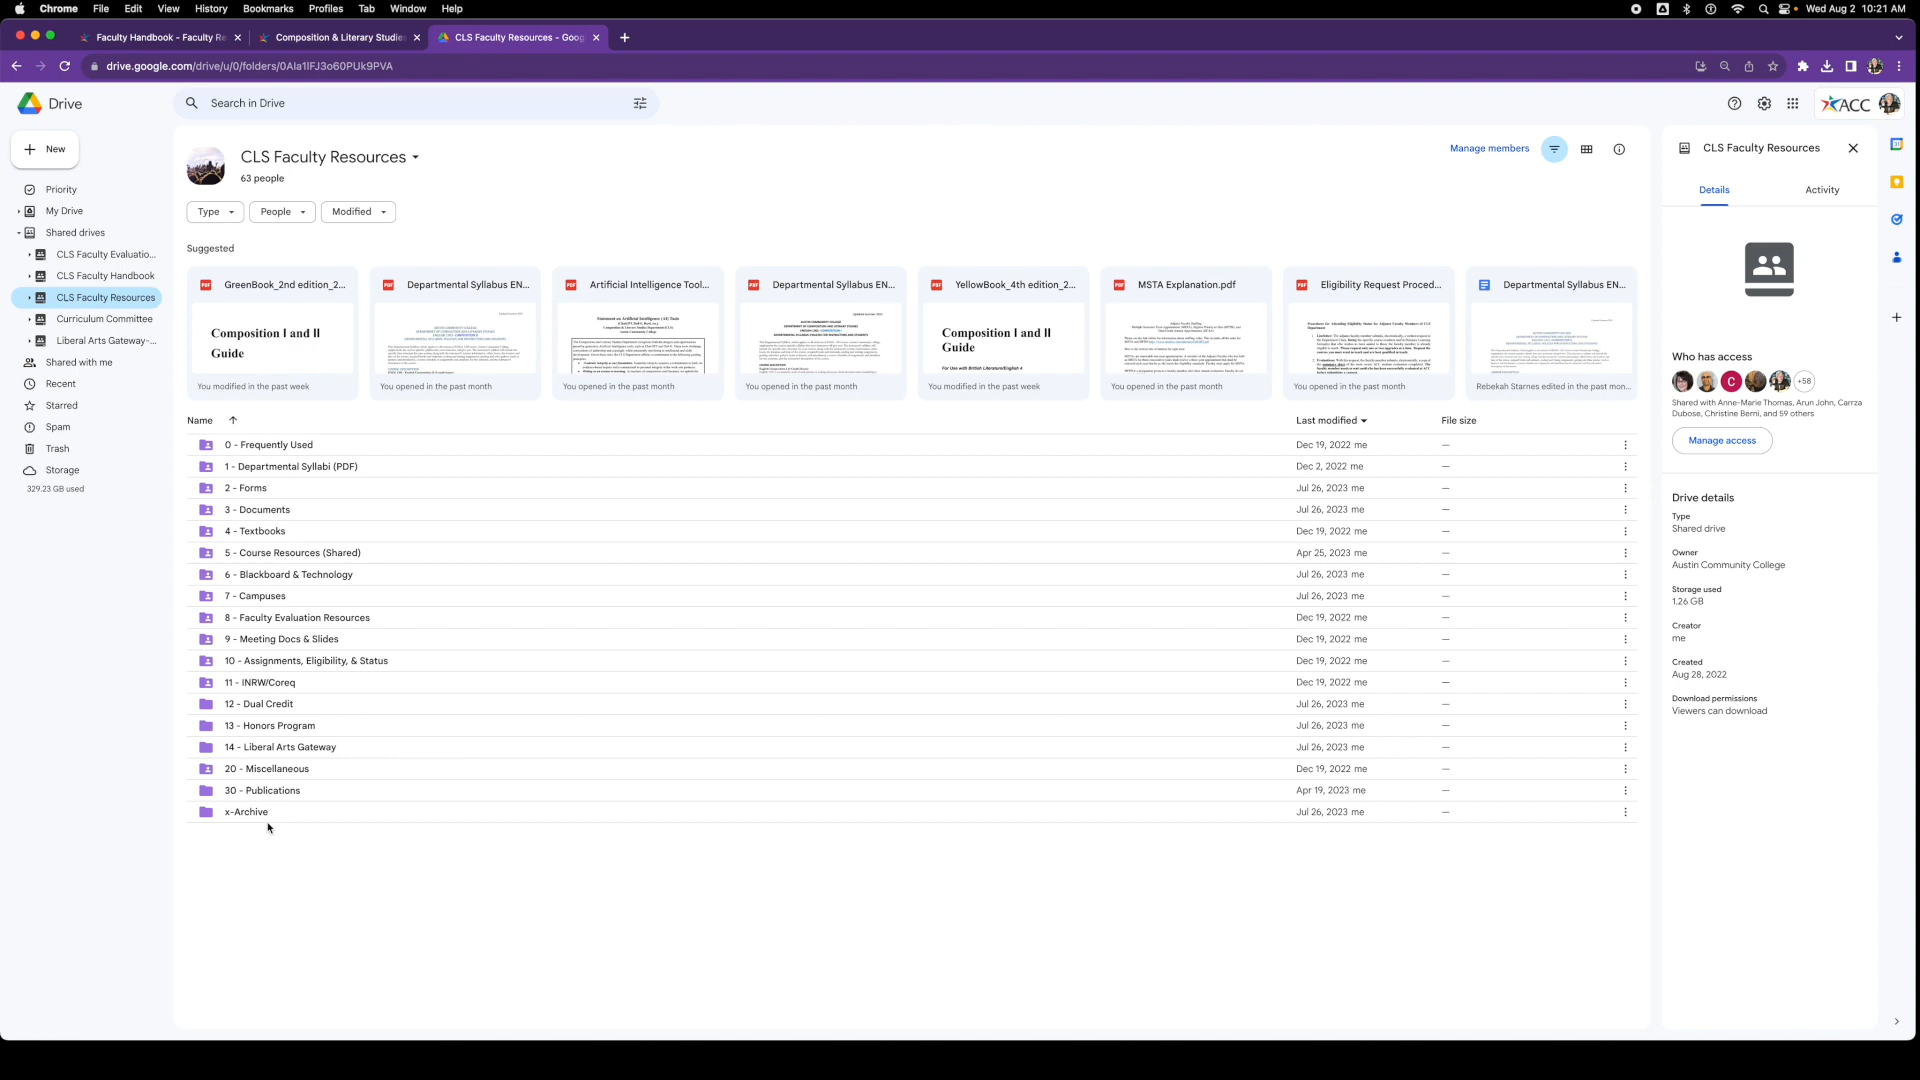 Chrome File Edit View History Bookmarks Profiles Tab Window Help
Wed Aug 2 10:21 AM
Faculty Handbook - Faculty Re
Composition & Literary Studie
CLS Faculty Resources - Goog
drive.google.com/drive/u/0/folders/0AIa1lFJ3o60PUk9PVA
Drive
Search in Drive
ACC
New
Priority
My Drive
Shared drives
CLS Faculty Evaluatio...
CLS Faculty Handbook
CLS Faculty Resources
Curriculum Committee
Liberal Arts Gateway-...
Shared with me
Recent
Starred
Spam
Trash
Storage
329.23 GB used
CLS Faculty Resources
63 people
Manage members
Type People Modified
Suggested
GreenBook_2nd edition_2...
Composition I and II
Guide
You modified in the past week
Departmental Syllabus EN...
You opened in the past month
Artificial Intelligence Tool...
You opened in the past month
Departmental Syllabus EN...
You opened in the past month
YellowBook_4th edition_2...
Composition I and II
Guide
For Use with British Literature/English 4
You modified in the past week
MSTA Explanation.pdf
You opened in the past month
Eligibility Request Proced...
You opened in the past month
Departmental Syllabus EN...
Rebekah Starnes edited in the past mon...
Name Last modified File size
0 - Frequently Used Dec 19, 2022 me —
1 - Departmental Syllabi (PDF) Dec 2, 2022 me —
2 - Forms Jul 26, 2023 me —
3 - Documents Jul 26, 2023 me —
4 - Textbooks Dec 19, 2022 me —
5 - Course Resources (Shared) Apr 25, 2023 me —
6 - Blackboard & Technology Jul 26, 2023 me —
7 - Campuses Jul 26, 2023 me —
8 - Faculty Evaluation Resources Dec 19, 2022 me —
9 - Meeting Docs & Slides Dec 19, 2022 me —
10 - Assignments, Eligibility, & Status Dec 19, 2022 me —
11 - INRW/Coreq Dec 19, 2022 me —
12 - Dual Credit Jul 26, 2023 me —
13 - Honors Program Jul 26, 2023 me —
14 - Liberal Arts Gateway Jul 26, 2023 me —
20 - Miscellaneous Dec 19, 2022 me —
30 - Publications Apr 19, 2023 me —
x-Archive Jul 26, 2023 me —
CLS Faculty Resources
Details Activity
Who has access
C +58
Shared with Anne-Marie Thomas, Arun John, Carrza
Dubose, Christine Berni, and 59 others
Manage access
Drive details
Type
Shared drive
Owner
Austin Community College
Storage used
1.26 GB
Creator
me
Created
Aug 28, 2022
Download permissions
Viewers can download